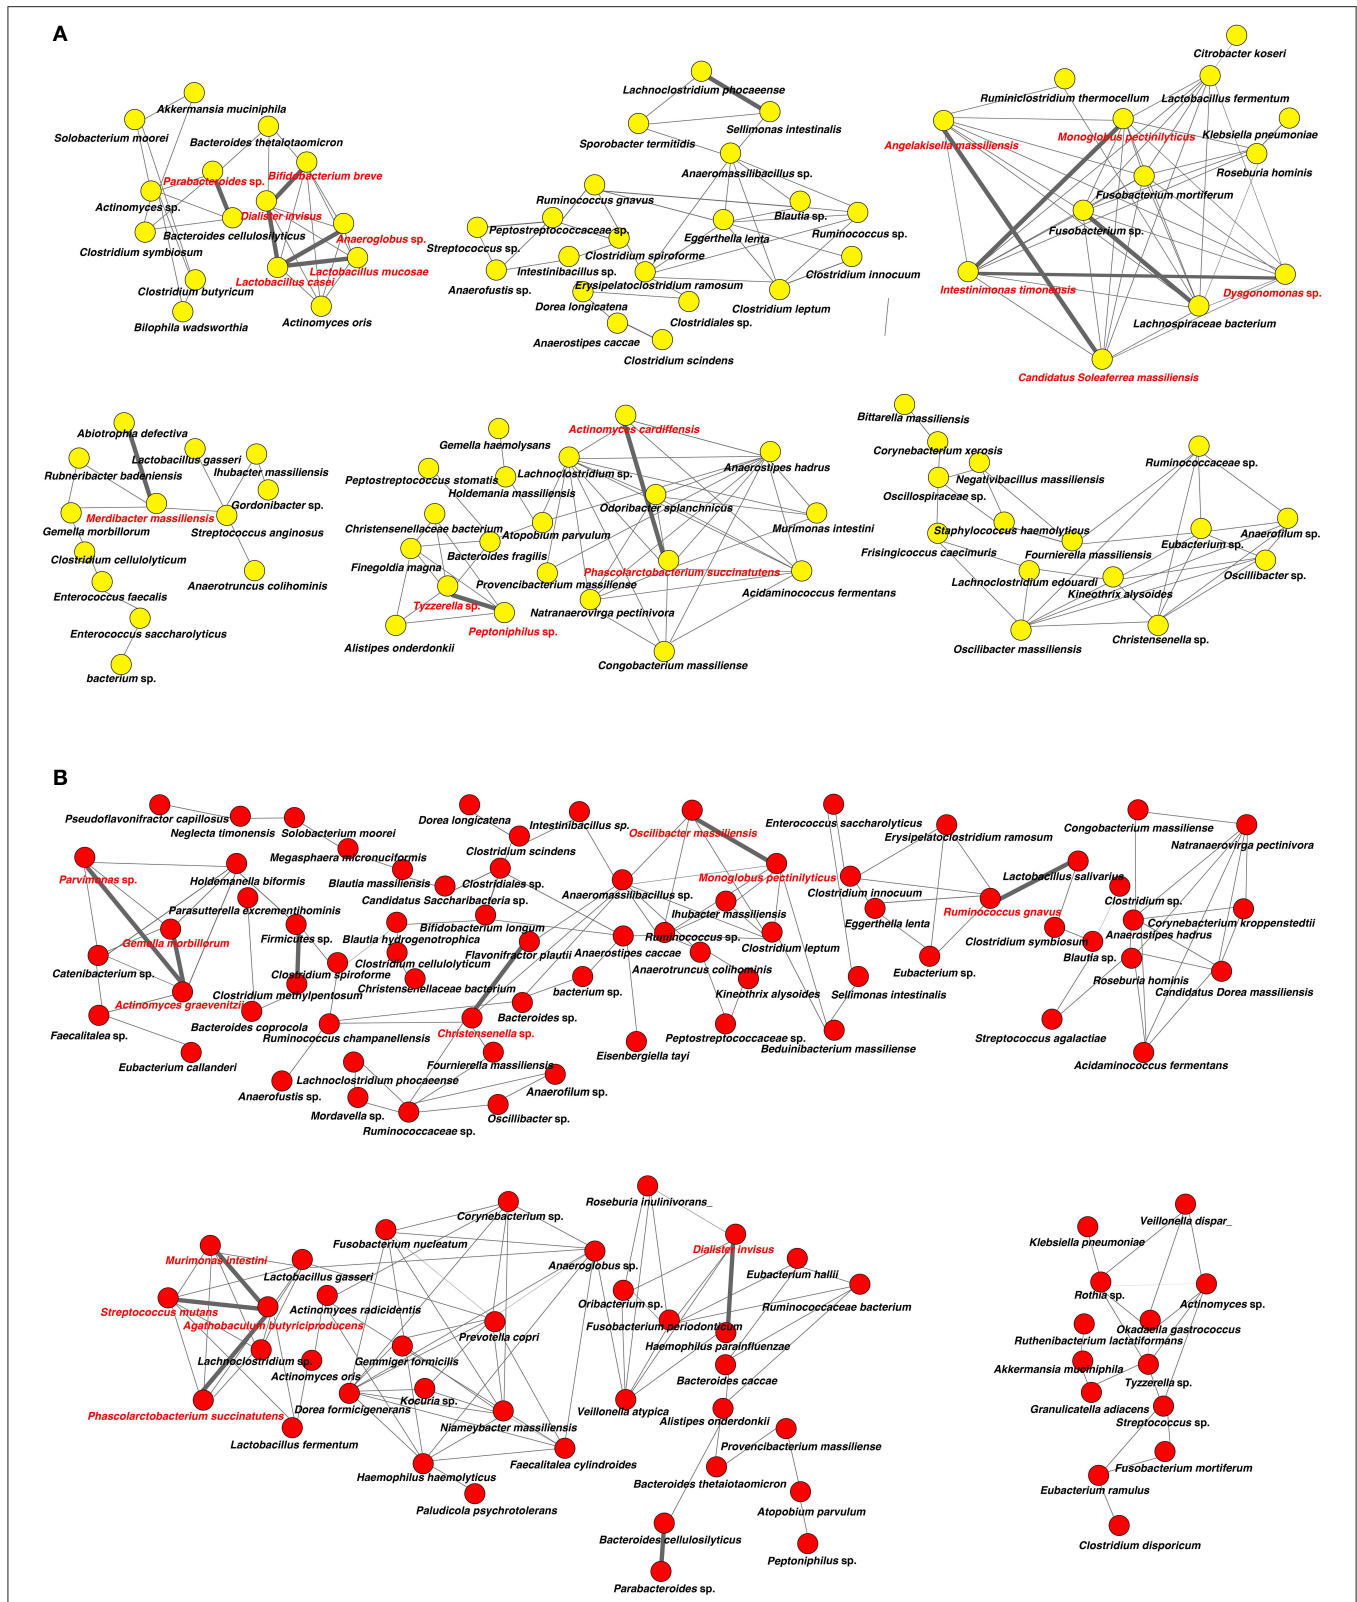 A
Citrobacter koseri
Lachnoclostridium phocaeense
Ruminiclostridium thermocellum
Lactobacillus fermentum
Akkermansia muciniphila
Solobacterium moorei
Bacteroides thetaiotaomicron
Sellimonas intestinalis
Sporobacter termitidis
Monoglobus pectinilyticus
Klebsiella pneumoniae
Angelakisella massiliensis
Parabacteroides sp.
Bifidobacterium breve
Anaeromassilibacillus sp.
Roseburia hominis
Fusobacterium mortiferum
Actinomyces sp.
Dialister invisus
Ruminococcus gnavus
Blautia sp.
Bacteroides cellulosilyticus
Anaeroglobus sp.
Peptostreptococcaceae sp.
Eggerthella lenta
Ruminococcus sp.
Fusobacterium sp.
Clostridium symbiosum
Streptococcus sp.
Clostridium spiroforme
Lactobacillus mucosae
Lactobacillus casei
Intestinibacillus sp.
Clostridium innocuum
Clostridium butyricum
Anaerofustis sp.
Erysipelatoclostridium ramosum
Intestinimonas timonensis
Dysgonomonas sp.
Bilophila wadsworthia
Actinomyces oris
Dorea longicatena
Clostridiales sp.
Clostridium leptum
Lachnospiraceae bacterium
Anaerostipes caccae
Clostridium scindens
Candidatus Soleaferrea massiliensis
Abiotrophia defectiva
Lactobacillus gasseri
Rubneribacter badeniensis
Ihubacter massiliensis
Gordonibacter sp.
Merdibacter massiliensis
Gemella morbillorum
Streptococcus anginosus
Clostridium cellulolyticum
Anaerotruncus colihominis
Enterococcus faecalis
Enterococcus saccharolyticus
bacterium sp.
Actinomyces cardiffensis
Gemella haemolysans
Peptostreptococcus stomatis
Lachnoclostridium sp.
Anaerostipes hadrus
Holdemania massiliensis
Odoribacter splanchnicus
Christensenellaceae bacterium
Atopobium parvulum
Murimonas intestini
Bacteroides fragilis
Finegoldia magna
Provencibacterium massiliense
Phascolarctobacterium succinatutens
Acidaminococcus fermentans
Tyzzerella sp.
Natranaerovirga pectinivora
Peptoniphilus sp.
Alistipes onderdonkii
Congobacterium massiliense
Bittarella massiliensis
Corynebacterium xerosis
Ruminococcaceae sp.
Negativibacillus massiliensis
Oscillospiraceae sp.
Staphylococcus haemolyticus
Anaerofilum sp.
Eubacterium sp.
Frisingicoccus caecimuris
Fournierella massiliensis
Oscillibacter sp.
Lachnoclostridium edouardi
Kineothrix alysoides
Christensenella sp.
Oscilibacter massiliensis
B
Pseudoflavonifractor capillosus
Neglecta timonensis
Solobacterium moorei
Dorea longicatena
Intestinibacillus sp.
Oscilibacter massiliensis
Enterococcus saccharolyticus
Erysipelatoclostridium ramosum
Congobacterium massiliense
Natranaerovirga pectinivora
Megasphaera micronuciformis
Clostridium scindens
Parvimonas sp.
Holdemanella biformis
Blautia massiliensis
Clostridiales sp.
Anaeromassilibacillus sp.
Monoglobus pectinilyticus
Clostridium innocuum
Lactobacillus salivarius
Parasutterella excrementihominis
Candidatus Saccharibacteria sp.
Ihubacter massiliensis
Ruminococcus gnavus
Clostridium sp.
Corynebacterium kroppenstedtii
Bifidobacterium longum
Eggerthella lenta
Anaerostipes hadrus
Gemella morbillorum
Firmicutes sp.
Blautia hydrogenotrophica
Ruminococcus sp.
Clostridium leptum
Clostridium symbiosum
Flavonifractor plautii
Anaerostipes caccae
Blautia sp.
Catenibacterium sp.
Clostridium spiroforme
Clostridium cellulolyticum
Anaerotruncus colihominis
Eubacterium sp.
Roseburia hominis
Clostridium methylpentosum
Christensenellaceae bacterium
bacterium sp.
Kineothrix alysoides
Sellimonas intestinalis
Candidatus Dorea massiliensis
Actinomyces graevenitzii
Bacteroides sp.
Faecalitalea sp.
Bacteroides coprocola
Ruminococcus champanellensis
Christensenella sp.
Peptostreptococcaceae sp.
Streptococcus agalactiae
Beduinibacterium massiliense
Eisenbergiella tayi
Eubacterium callanderi
Fournierella massiliensis
Acidaminococcus fermentans
Lachnoclostridium phocaeense
Anaerofustis sp.
Anaerofilum sp.
Mordavella sp.
Oscillibacter sp.
Ruminococcaceae sp.
Roseburia inulinivorans_
Corynebacterium sp.
Veillonella dispar_
Fusobacterium nucleatum
Dialister invisus
Klebsiella pneumoniae
Murimonas intestini
Anaeroglobus sp.
Lactobacillus gasseri
Eubacterium hallii
Rothia sp.
Oribacterium sp.
Actinomyces sp.
Streptococcus mutans
Actinomyces radicidentis
Ruminococcaceae bacterium
Agathobaculum butyriciproducens
Fusobacterium periodonticum
Okadaella gastrococcus
Prevotella copri
Ruthenibacterium lactatiformans
Haemophilus parainfluenzae
Lachnoclostridium sp.
Gemmiger formicilis
Akkermansia muciniphila
Actinomyces oris
Bacteroides caccae
Tyzzerella sp.
Kocuria sp.
Dorea formicigenerans
Veillonella atypica
Granulicatella adiacens
Phascolarctobacterium succinatutens
Alistipes onderdonkii
Streptococcus sp.
Niameybacter massiliensis
Lactobacillus fermentum
Provencibacterium massiliense
Faecalitalea cylindroides
Fusobacterium mortiferum
Haemophilus haemolyticus
Bacteroides thetaiotaomicron
Eubacterium ramulus
Paludicola psychrotolerans
Atopobium parvulum
Bacteroides cellulosilyticus
Clostridium disporicum
Peptoniphilus sp.
Parabacteroides sp.